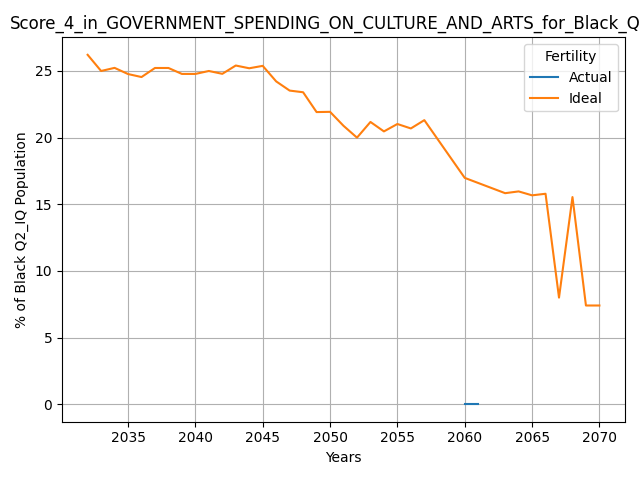 Score_4_in_GOVERNMENT_SPENDING_ON_CULTURE_AND_ARTS_for_Black_Q
Fertility
Actual
Ideal
% of Black Q2_IQ Population
25
20
15
10
5
0
2035 2040 2045 2050 2055 2060 2065 2070
Years